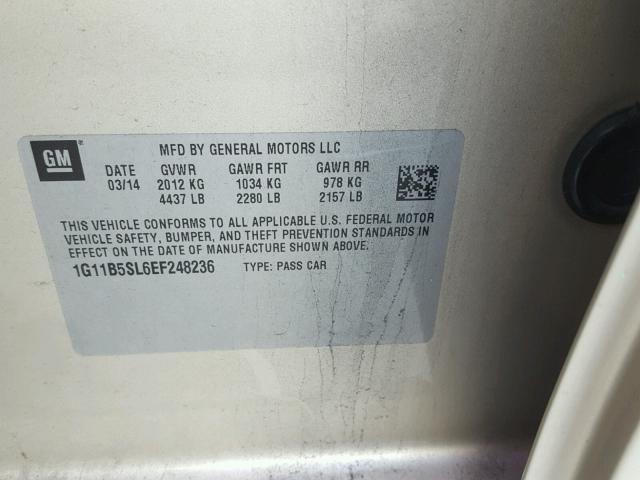 GM
MFD BY GENERAL MOTORS LLC
DATE GVWR GAWR FRT GAWR RR
03/14 2012 KG 1034 KG 978 KG
4437 LB 2280 LB 2157 LB
THIS VEHICLE CONFORMS TO ALL APPLICABLE U.S. FEDERAL MOTOR
VEHICLE SAFETY, BUMPER, AND THEFT PREVENTION STANDARDS IN
EFFECT ON THE DATE OF MANUFACTURE SHOWN ABOVE.
1G11B5SL6EF248236 TYPE: PASS CAR